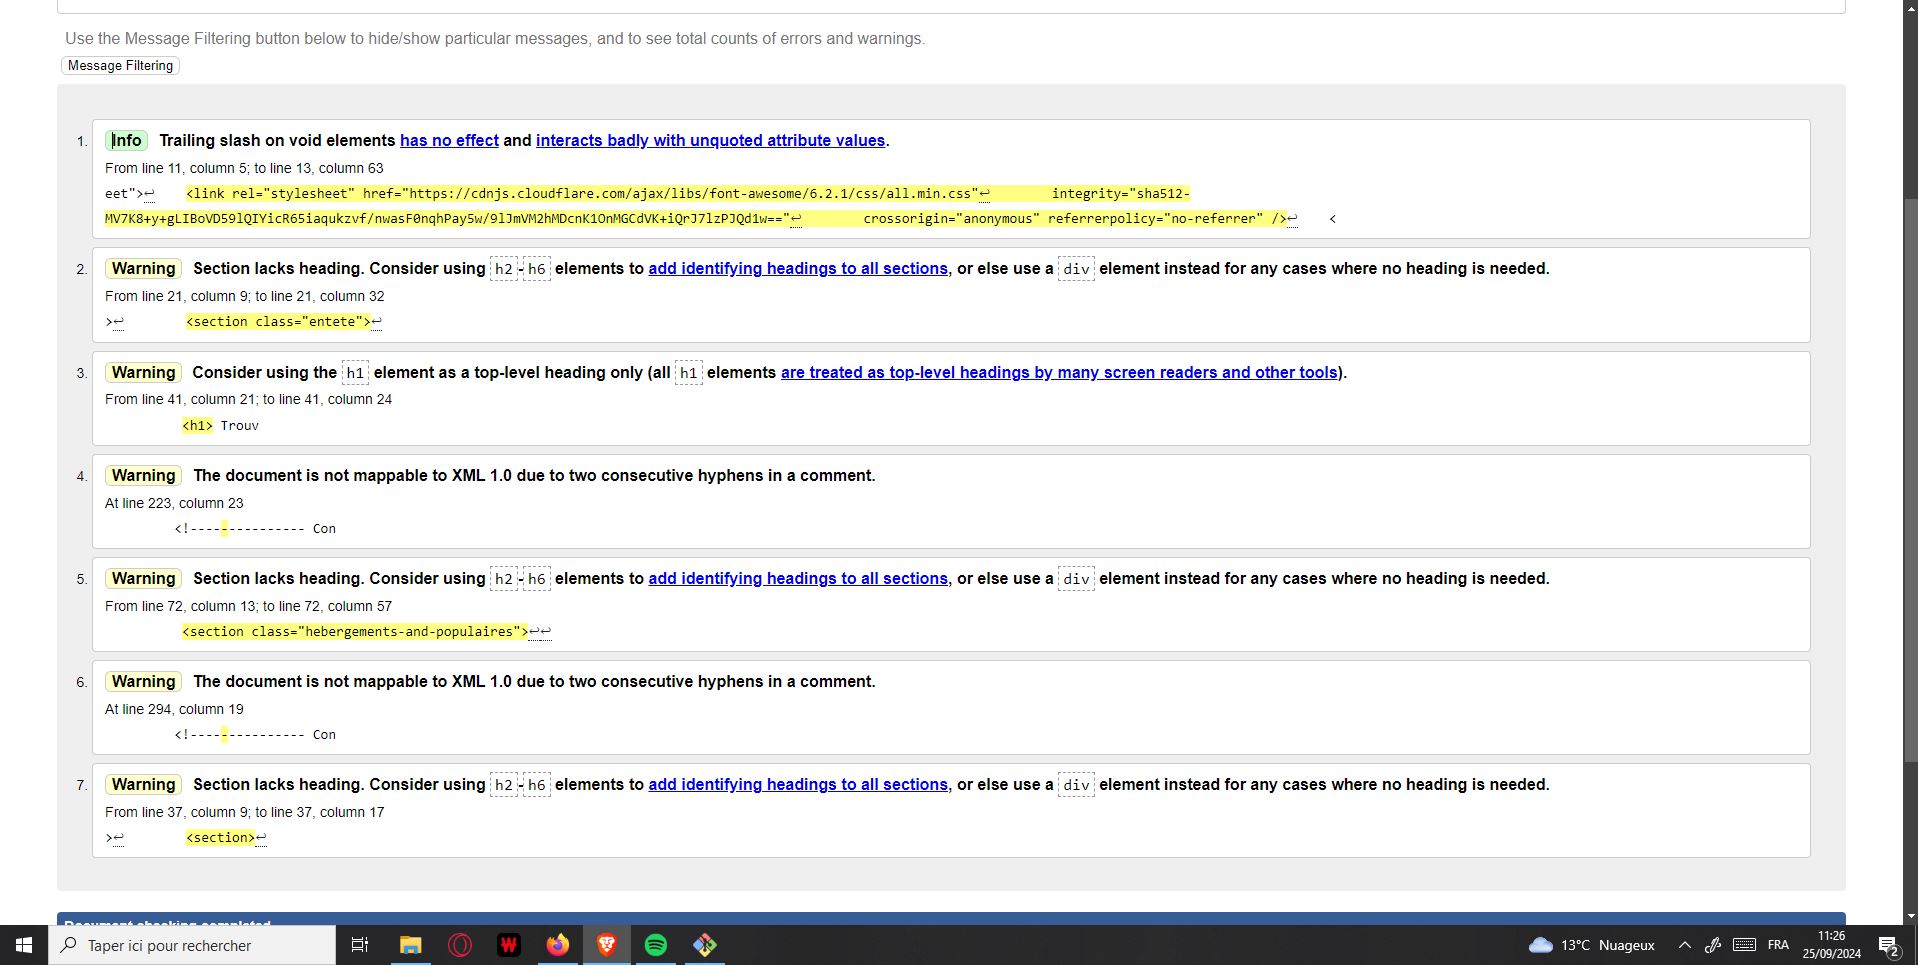 Use the Message Filtering button below to hide/show particular messages, and to see total counts of errors and warnings.
Message Filtering
1. Info Trailing slash on void elements has no effect and interacts badly with unquoted attribute values.
From line 11, column 5; to line 13, column 63
eet">↩ <link rel="stylesheet" href="https://cdnjs.cloudflare.com/ajax/libs/font-awesome/6.2.1/css/all.min.css"↩ integrity="sha512-
MV7K8+y+gLIBoVD59lQIYicR65iaqukzvf/nwasF0nqhPay5w/9lJmVM2hMDcnK1OnMGCdVK+iQrJ7lzPJQd1w=="↩ crossorigin="anonymous" referrerpolicy="no-referrer" />↩ <
2. Warning Section lacks heading. Consider using h2-h6 elements to add identifying headings to all sections, or else use a div element instead for any cases where no heading is needed.
From line 21, column 9; to line 21, column 32
>↩ <section class="entete">↩
3. Warning Consider using the h1 element as a top-level heading only (all h1 elements are treated as top-level headings by many screen readers and other tools).
From line 41, column 21; to line 41, column 24
<h1> Trouv
4. Warning The document is not mappable to XML 1.0 due to two consecutive hyphens in a comment.
At line 223, column 23
<!--------------- Con
5. Warning Section lacks heading. Consider using h2-h6 elements to add identifying headings to all sections, or else use a div element instead for any cases where no heading is needed.
From line 72, column 13; to line 72, column 57
<section class="hebergements-and-populaires">↩↩
6. Warning The document is not mappable to XML 1.0 due to two consecutive hyphens in a comment.
At line 294, column 19
<!--------------- Con
7. Warning Section lacks heading. Consider using h2-h6 elements to add identifying headings to all sections, or else use a div element instead for any cases where no heading is needed.
From line 37, column 9; to line 37, column 17
>↩ <section>↩
Document checking completed
Taper ici pour rechercher
W
13°C Nuageux
FRA
11:26
25/09/2024
2